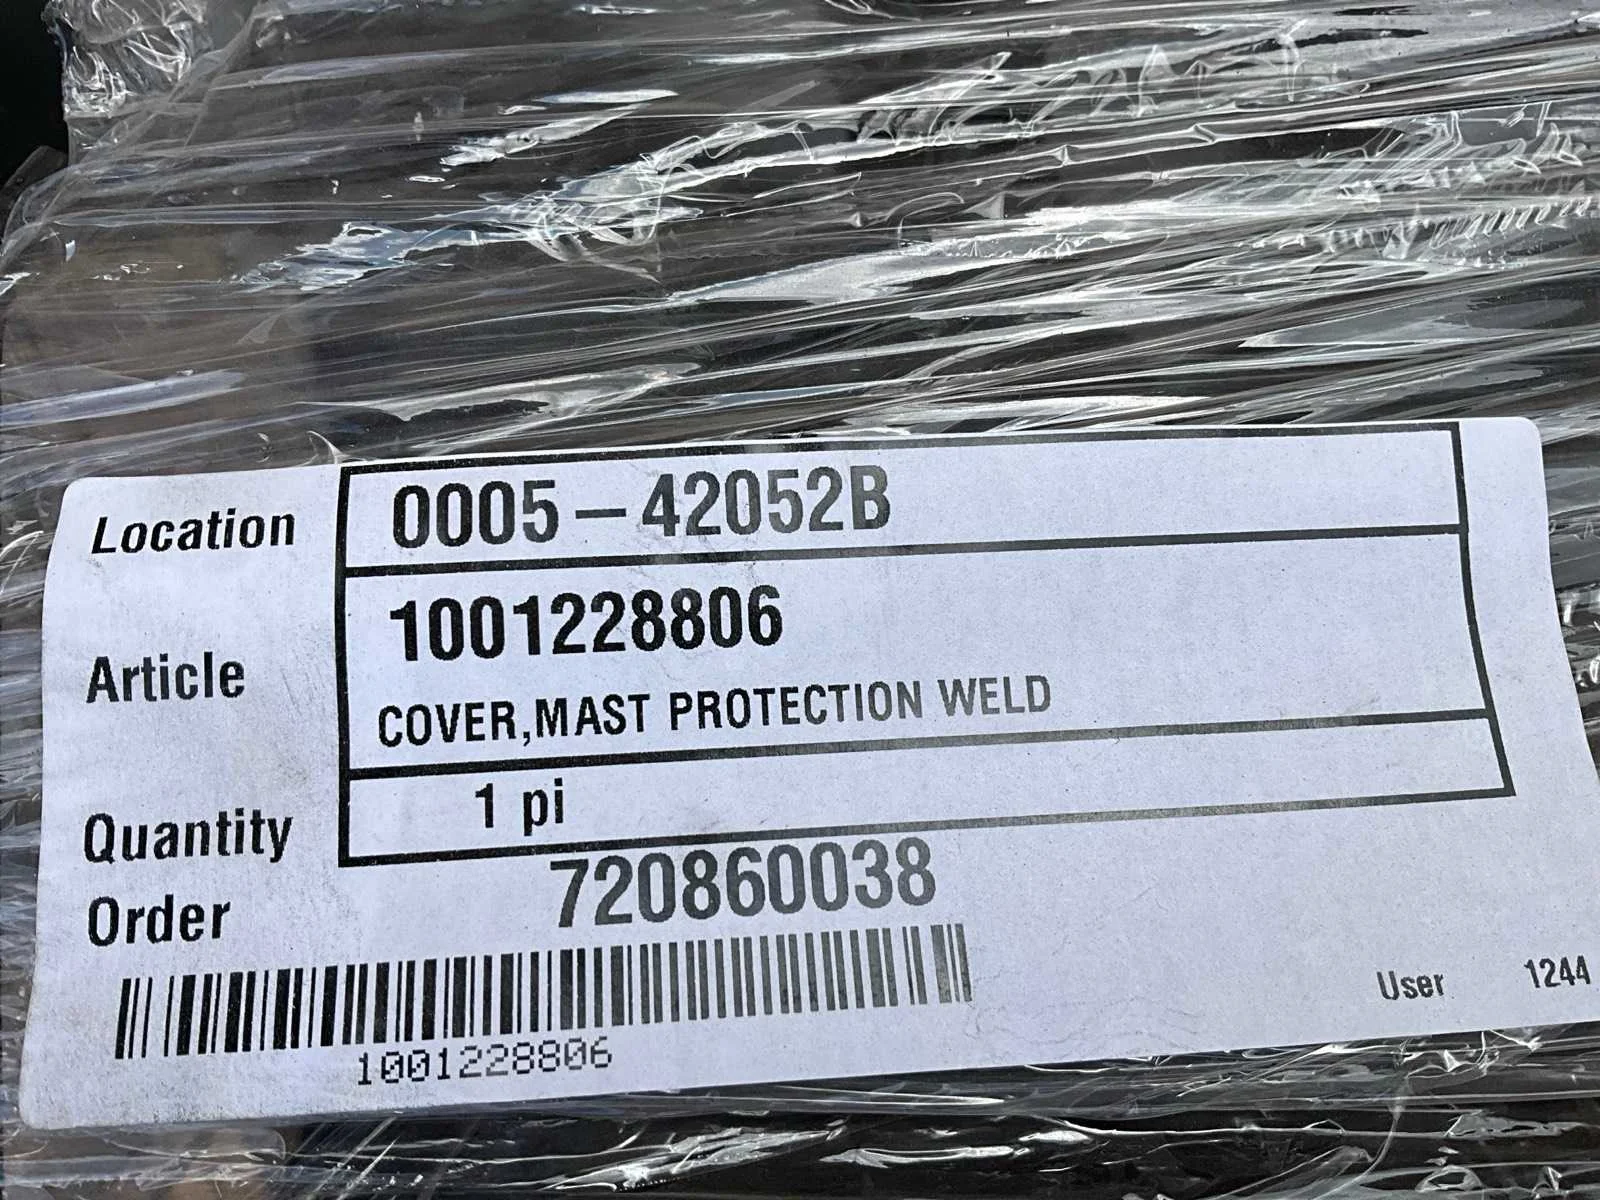 Location 0005-42052B
Article 1001228806
COVER,MAST PROTECTION WELD
Quantity 1 pi
Order 720860038
1001228806
User 1244